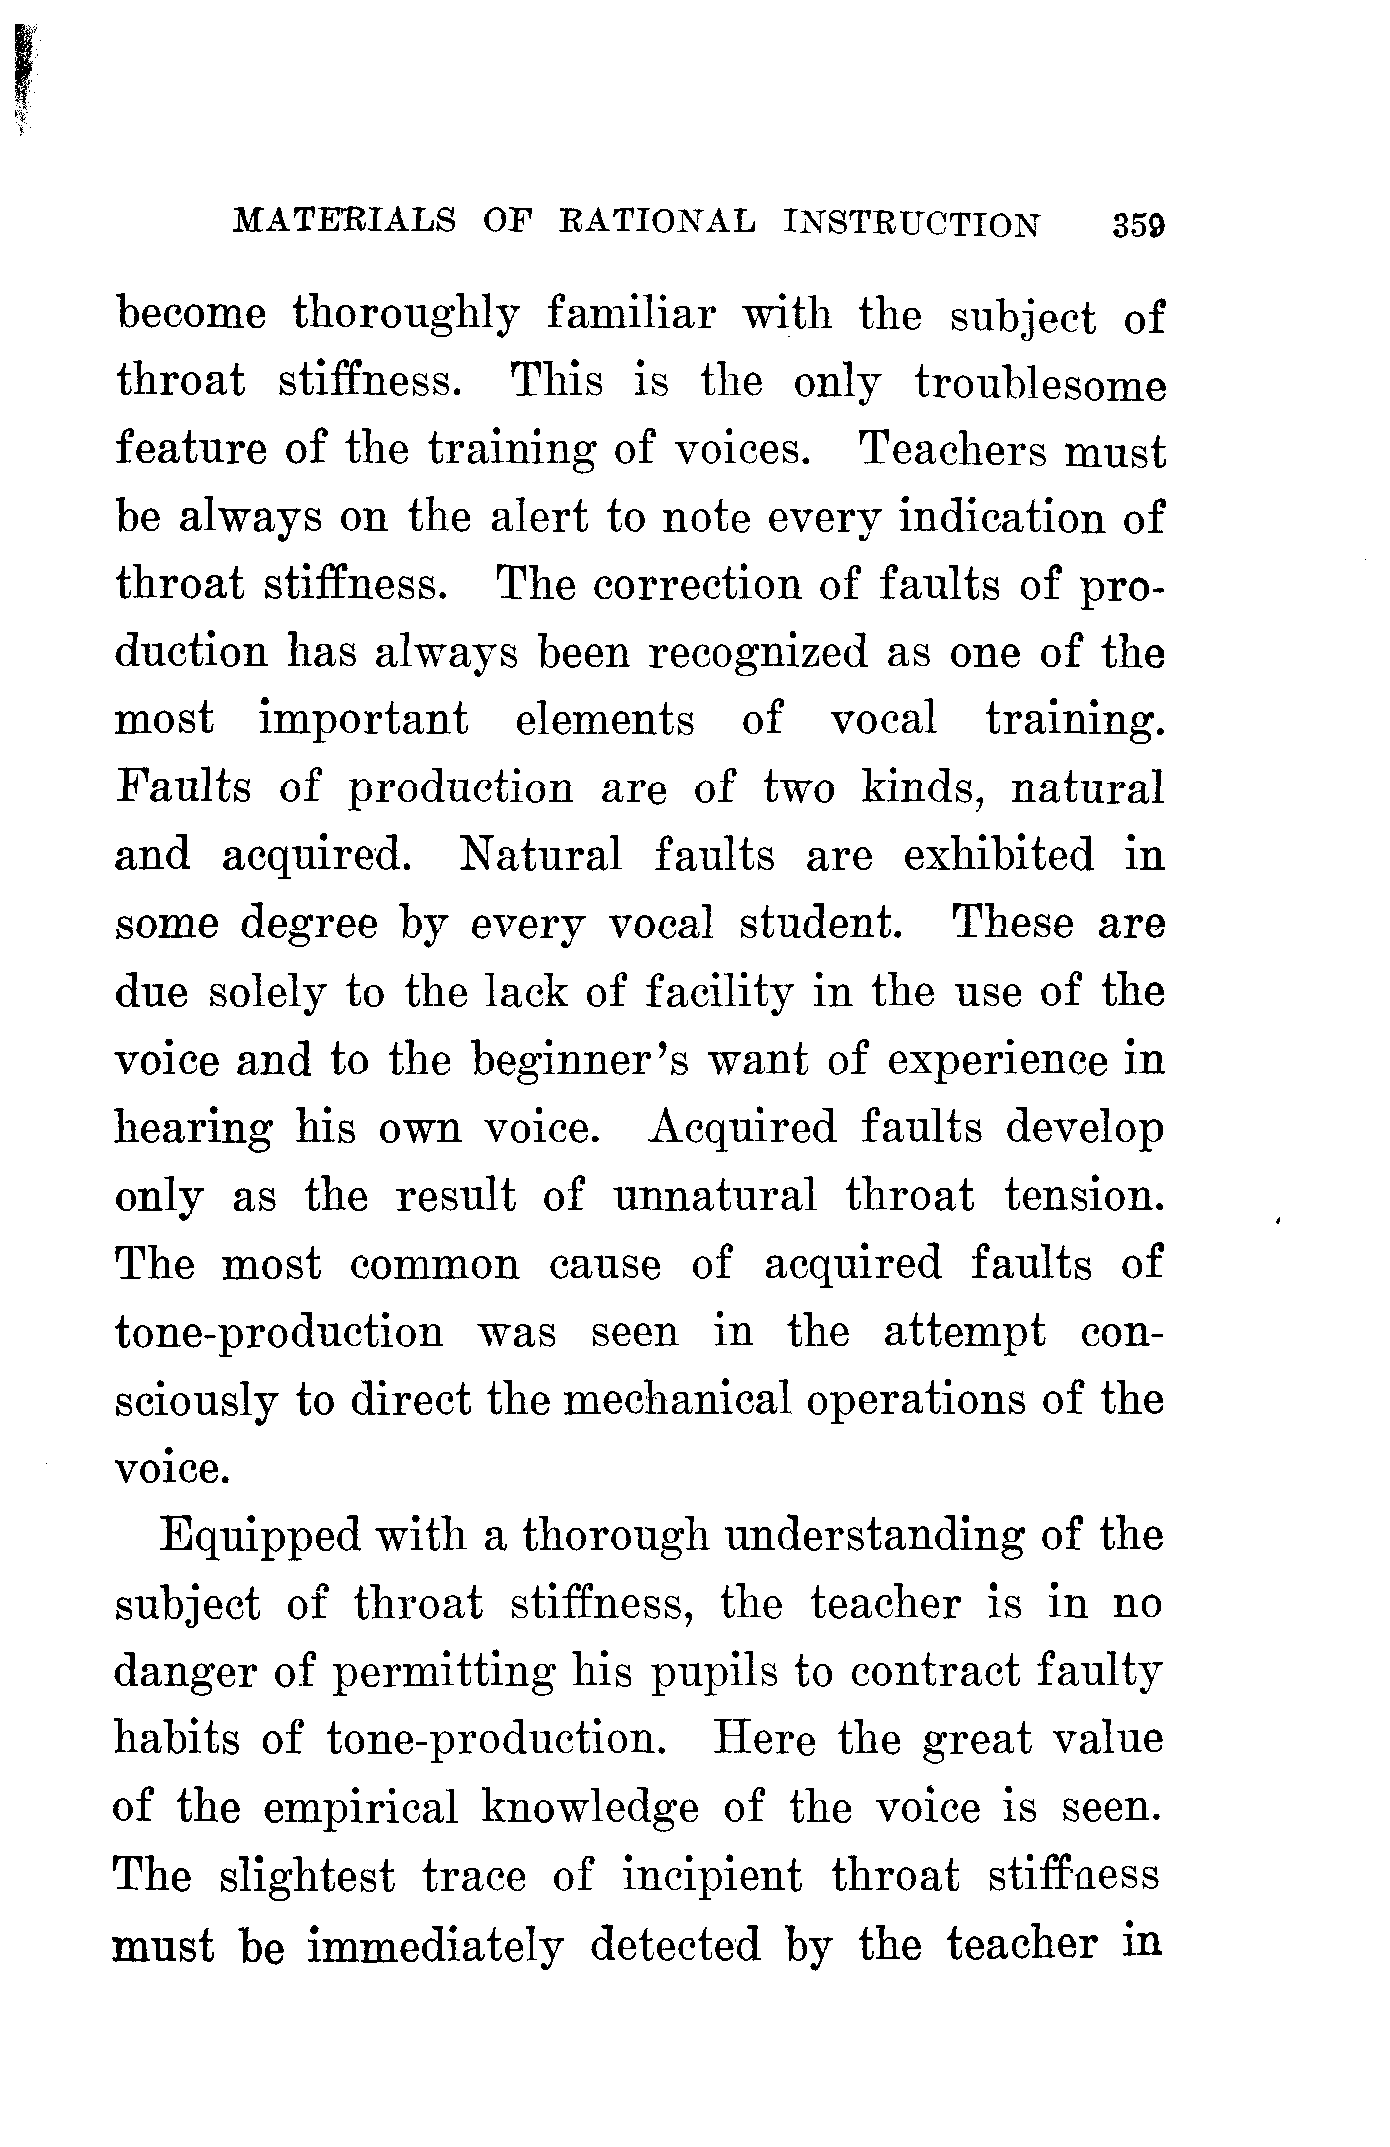 MATERIALS OF RATIONAL INSTRUCTION 359
become thoroughly familiar with the subject of
throat stiffness. This is the only troublesome
feature of the training of voices. Teachers must
be always on the alert to note every indication of
throat stiffness. The correction of faults of pro-
duction has always been recognized as one of the
most important elements of vocal training.
Faults of production are of two kinds, natural
and acquired. Natural faults are exhibited in
some degree by every vocal student. These are
due solely to the lack of facility in the use of the
voice and to the beginner's want of experience in
hearing his own voice. Acquired faults develop
only as the result of unnatural throat tension.
The most common cause of acquired faults of
tone-production was seen in the attempt con-
sciously to direct the mechanical operations of the
voice.
Equipped with a thorough understanding of the
subject of throat stiffness, the teacher is in no
danger of permitting his pupils to contract faulty
habits of tone-production. Here the great value
of the empirical knowledge of the voice is seen.
The slightest trace of incipient throat stiffness
must be immediately detected by the teacher in